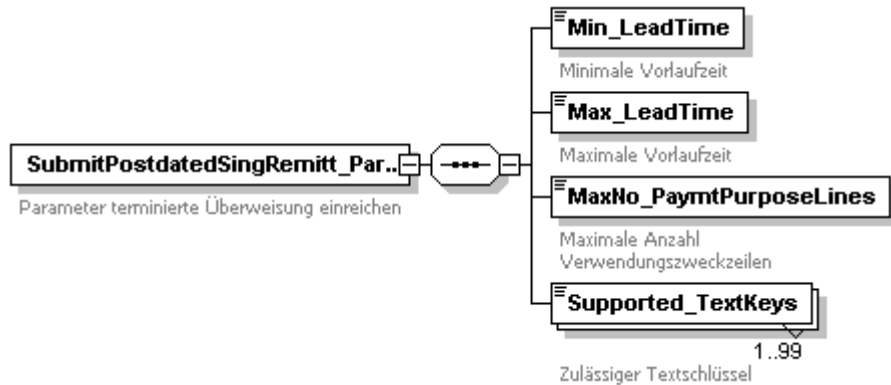 Min_LeadTime
Minimale Vorlaufzeit
Max_LeadTime
Maximale Vorlaufzeit
SubmitPostdatedSingRemitt_Par..
Parameter terminierte Überweisung einreichen
MaxNo_PaymtPurposeLines
Maximale Anzahl
Verwendungszweckzeilen
Supported_TextKeys
1..99
Zulässiger Textschlüssel